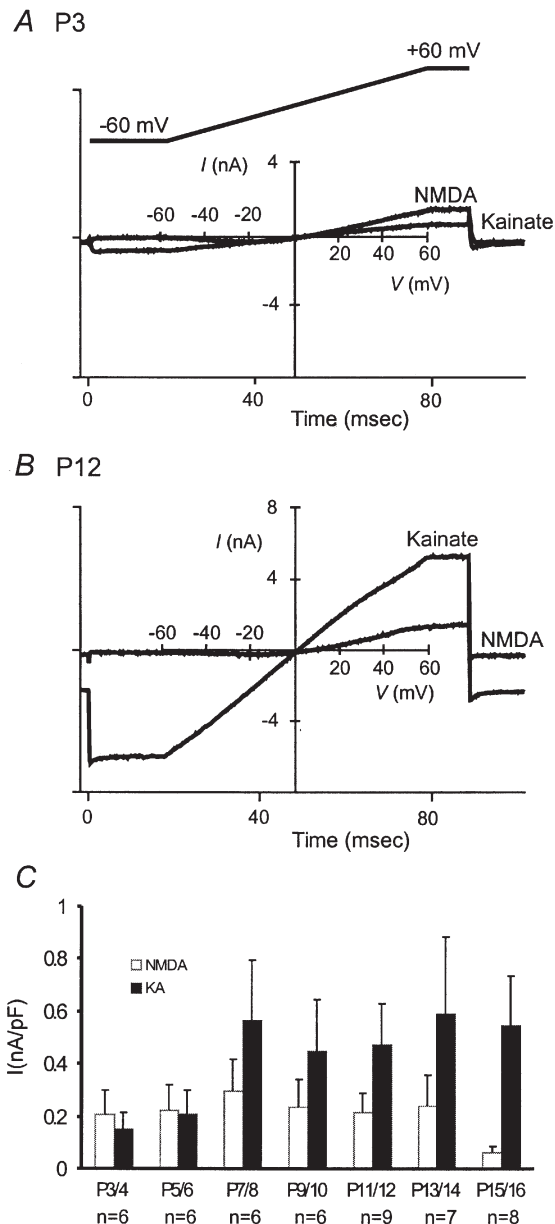 A P3
+60 mV
-60 mV
I (nA)
4
NMDA
Kainate
-60 -40 -20
20 40 60
V (mV)
-4
0 40 80
Time (msec)
B P12
8
I (nA)
Kainate
4
-60 -40 -20
NMDA
20 40 60
V (mV)
-4
0 40 80
Time (msec)
C
1
NMDA
0.8
KA
0.6
I(nA/pF)
0.4
0.2
0
P3/4 P5/6 P7/8 P9/10 P11/12 P13/14 P15/16
n=6 n=6 n=6 n=6 n=9 n=7 n=8